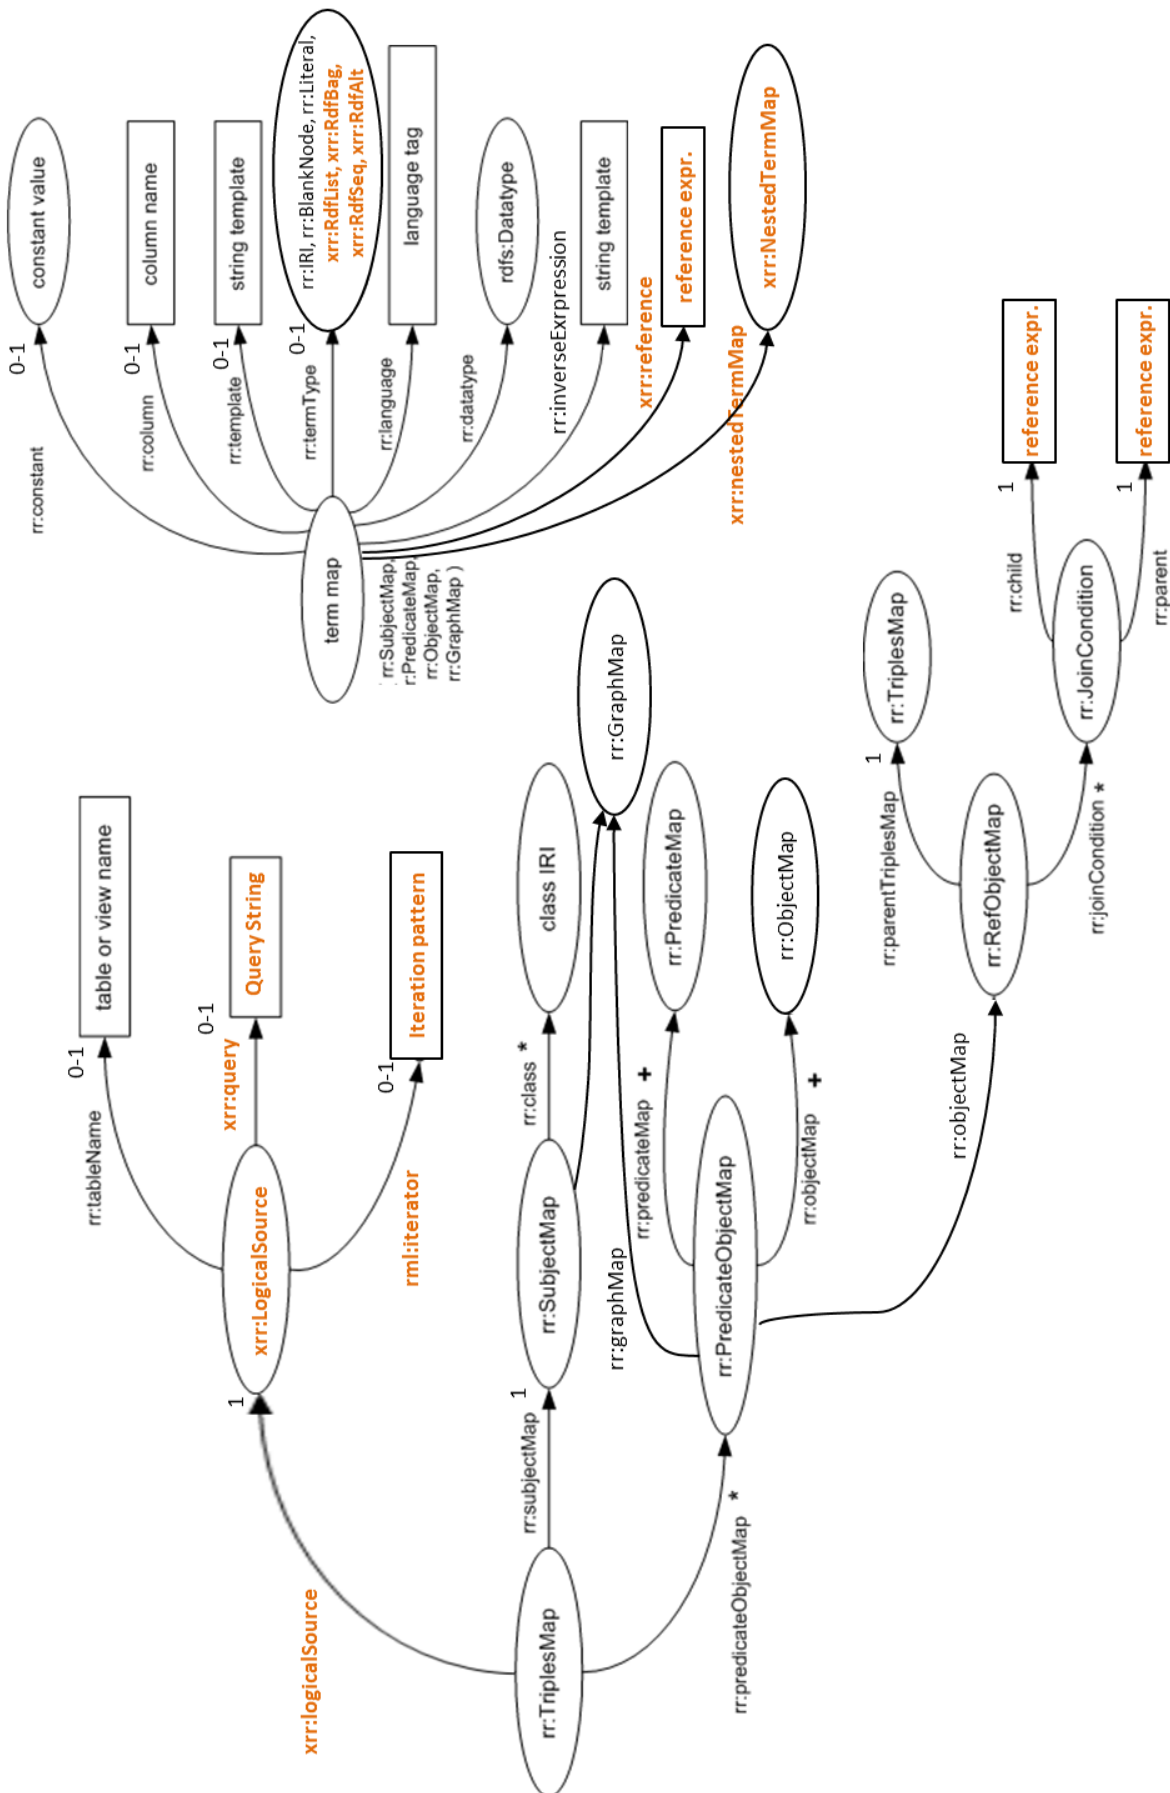 xrr:logicalSource
rr:TriplesMap
rr:subjectMap
1
rr:predicateObjectMap *
1
xrr:LogicalSource
rr:tableName
0-1
table or view name
xrr:query
0-1
Query String
rml:iterator
0-1
Iteration pattern
rr:SubjectMap
rr:class *
class IRI
rr:graphMap
rr:GraphMap
rr:PredicateObjectMap
rr:predicateMap +
rr:PredicateMap
rr:objectMap +
rr:ObjectMap
rr:objectMap
rr:RefObjectMap
rr:parentTriplesMap
1
rr:TriplesMap
rr:joinCondition *
rr:JoinCondition
rr:child
1
reference expr.
rr:parent
1
reference expr.
term map
rr:SubjectMap,
r:PredicateMap,
rr:ObjectMap,
rr:GraphMap )
rr:constant
0-1
constant value
rr:column
0-1
column name
rr:template
0-1
string template
rr:termType
0-1
rr:IRI, rr:BlankNode, rr:Literal,
xrr:RdfList, xrr:RdfBag,
xrr:RdfSeq, xrr:RdfAlt
rr:language
language tag
rr:datatype
rdfs:Datatype
rr:inverseExrpression
string template
xrr:reference
reference expr.
xrr:nestedTermMap
xrr:NestedTermMap